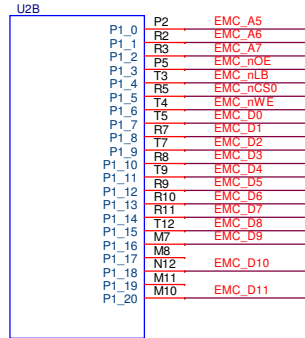 U2B
P1_0 P2 EMC_A5
P1_1 R2 EMC_A6
P1_2 R3 EMC_A7
P1_3 P5 EMC_nOE
P1_4 T3 EMC_nLB
P1_5 R5 EMC_nCS0
P1_6 T4 EMC_nWE
P1_7 T5 EMC_D0
P1_8 R7 EMC_D1
P1_9 T7 EMC_D2
P1_10 R8 EMC_D3
P1_11 T9 EMC_D4
P1_12 R9 EMC_D5
P1_13 R10 EMC_D6
P1_14 R11 EMC_D7
P1_15 T12 EMC_D8
P1_16 M7 EMC_D9
P1_17 M8
P1_18 N12 EMC_D10
P1_19 M11
P1_20 M10 EMC_D11